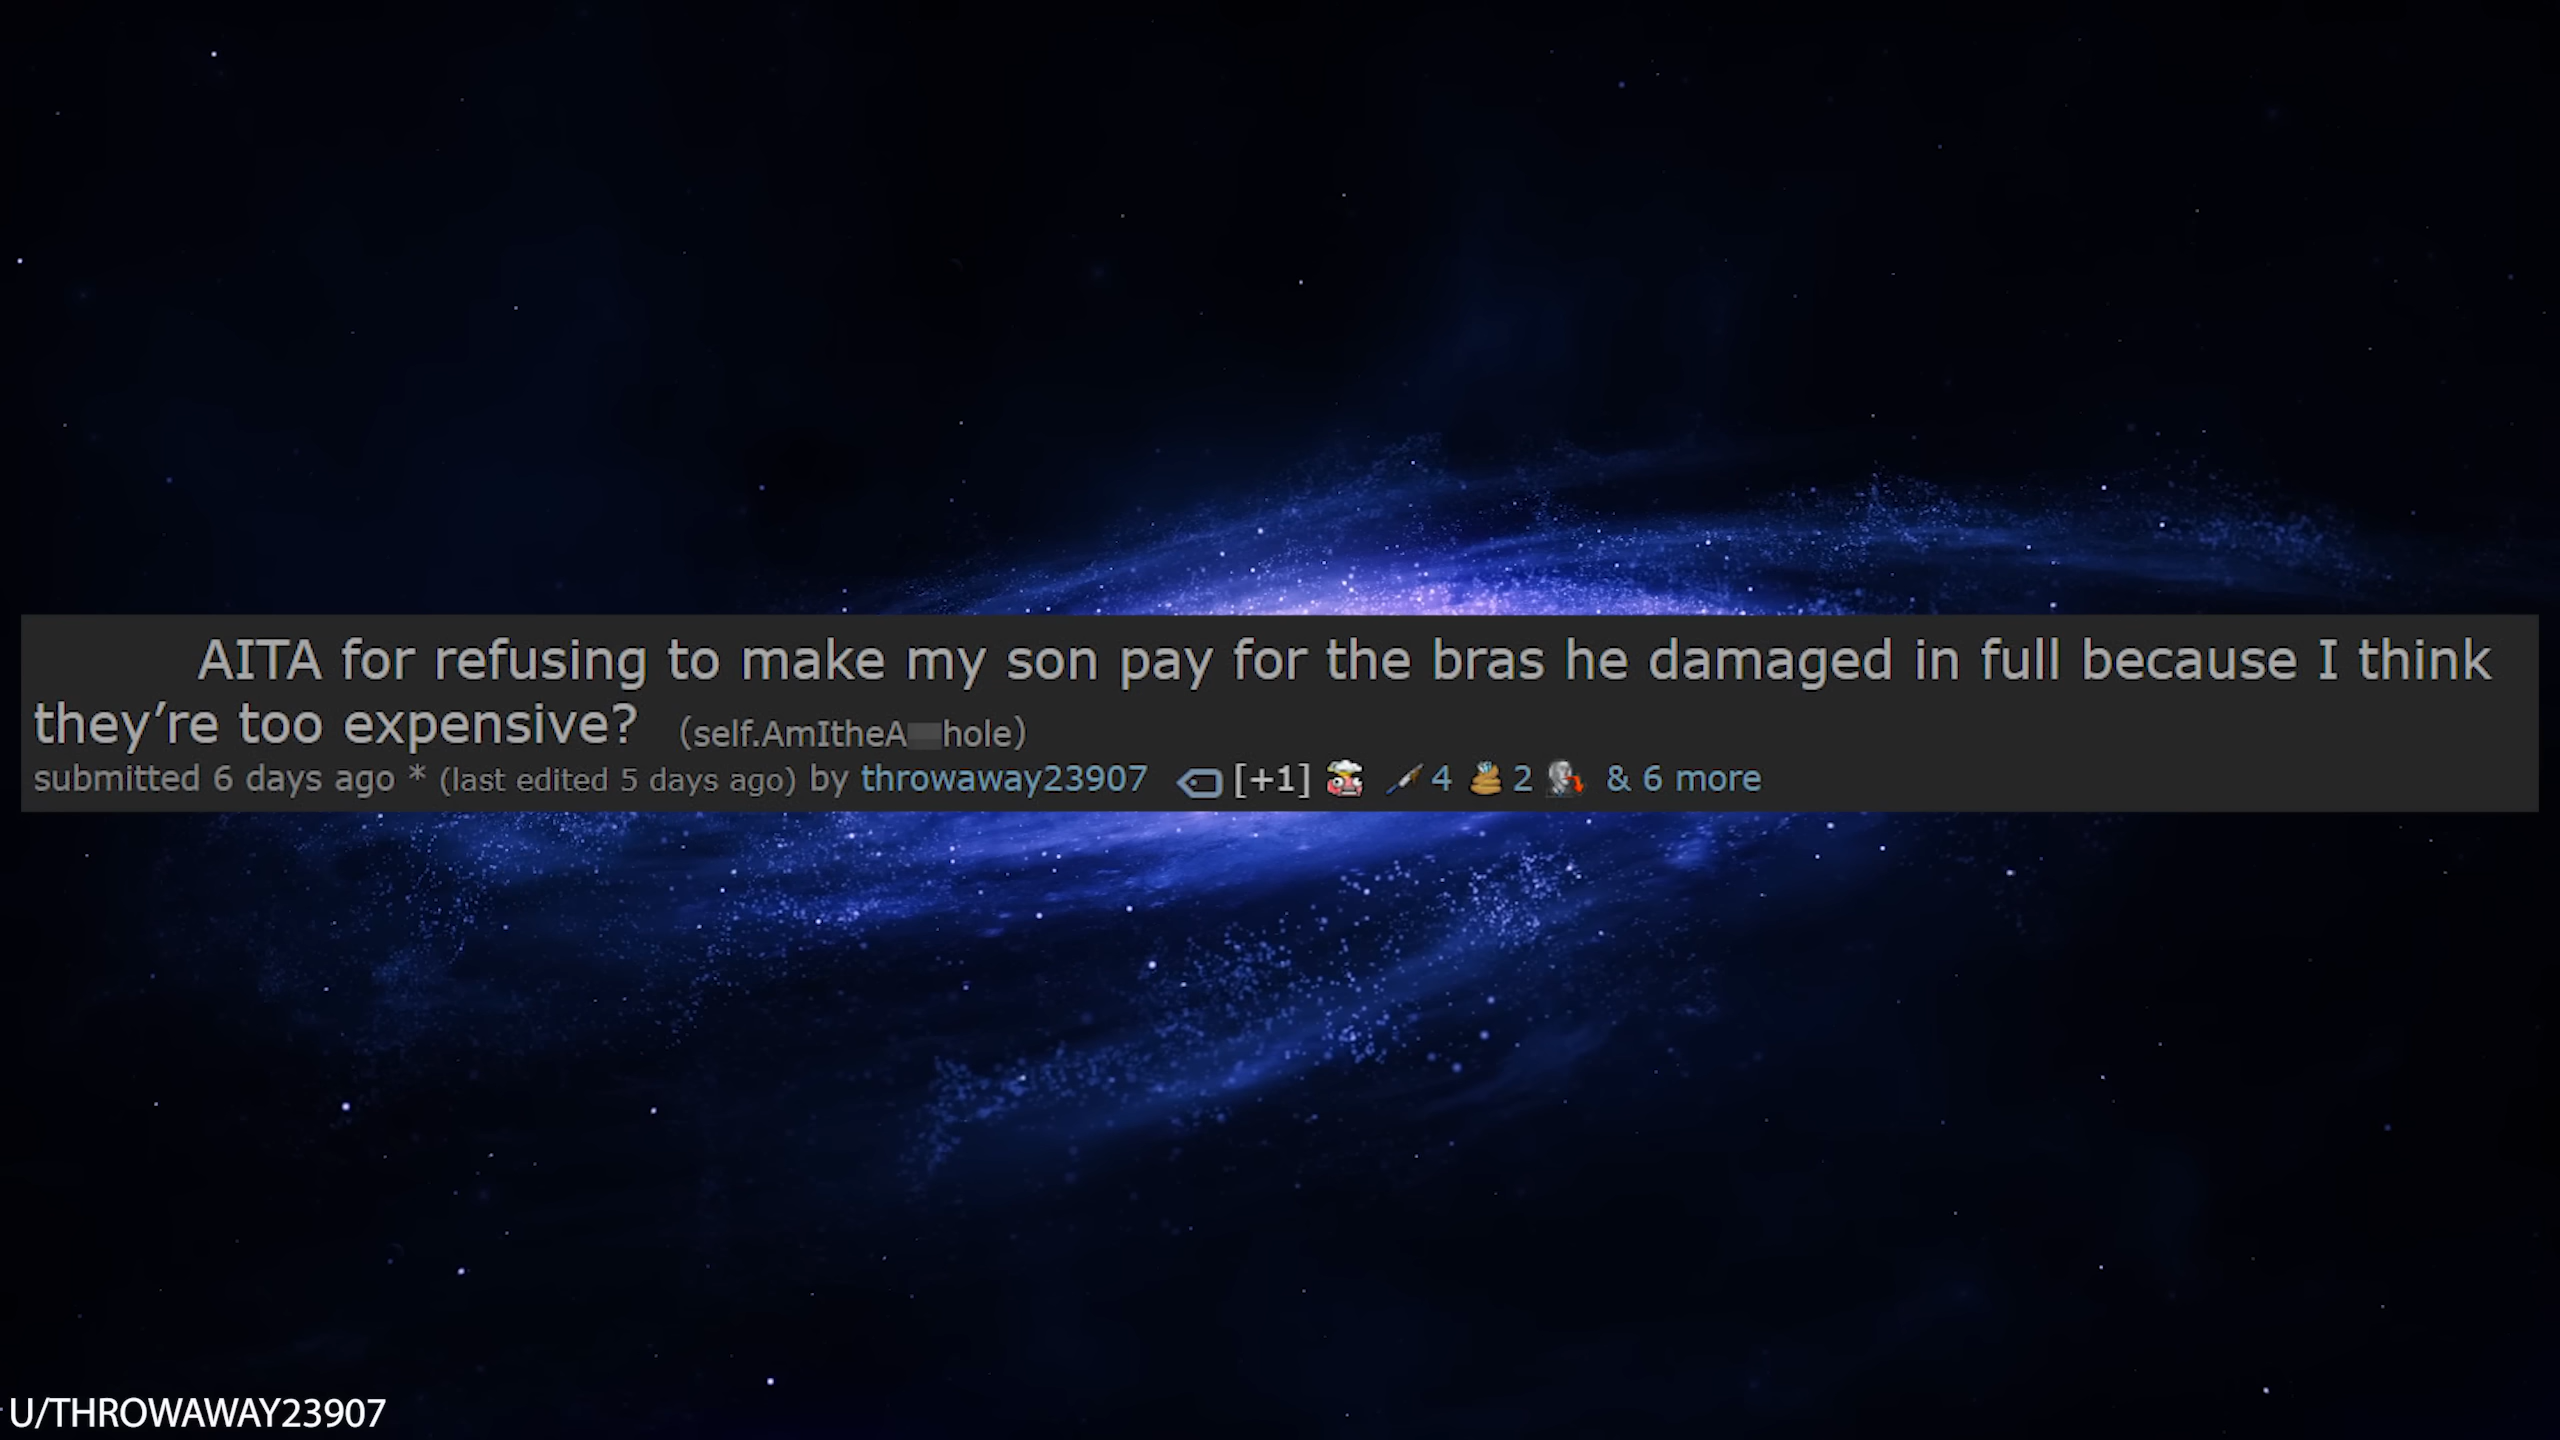 AITA for refusing to make my son pay for the bras he damaged in full because I think
they’re too expensive? (self.AmItheA hole)
submitted 6 days ago * (last edited 5 days ago) by throwaway23907 [+1] 4 2 & 6 more
U/THROWAWAY23907